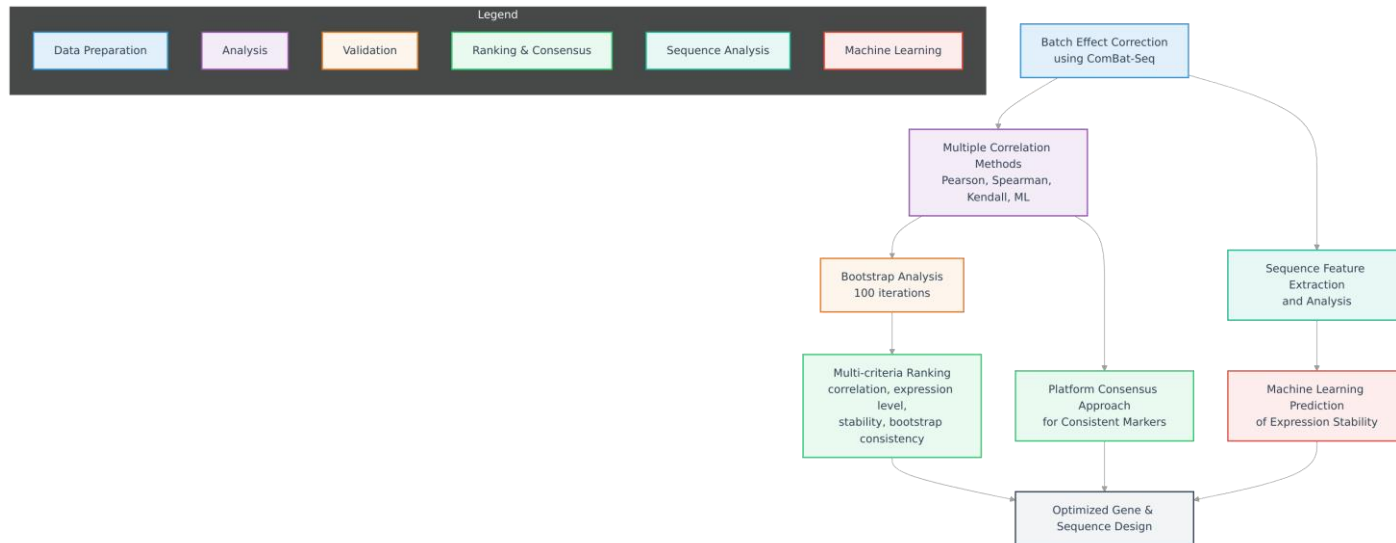 Legend
Data Preparation
Analysis
Validation
Ranking & Consensus
Sequence Analysis
Machine Learning
Batch Effect Correction
using ComBat-Seq
Multiple Correlation
Methods
Pearson, Spearman,
Kendall, ML
Bootstrap Analysis
100 iterations
Sequence Feature
Extraction
and Analysis
Multi-criteria Ranking
correlation, expression
level,
stability, bootstrap
consistency
Platform Consensus
Approach
for Consistent Markers
Machine Learning
Prediction
of Expression Stability
Optimized Gene &
Sequence Design